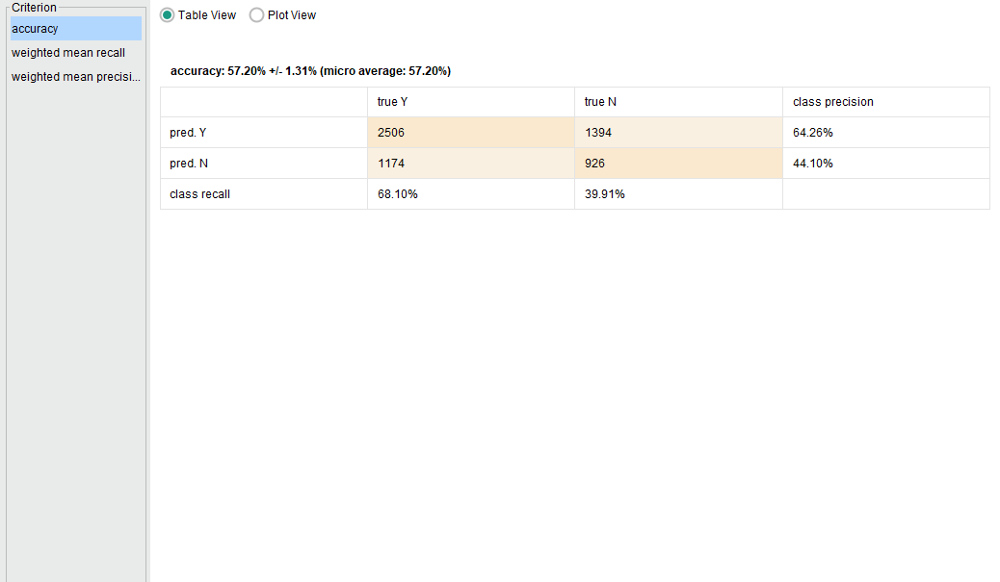 Criterion
accuracy
weighted mean recall
weighted mean precisi...
Table View Plot View
accuracy: 57.20% +/- 1.31% (micro average: 57.20%)
true Y true N class precision
pred. Y 2506 1394 64.26%
pred. N 1174 926 44.10%
class recall 68.10% 39.91%